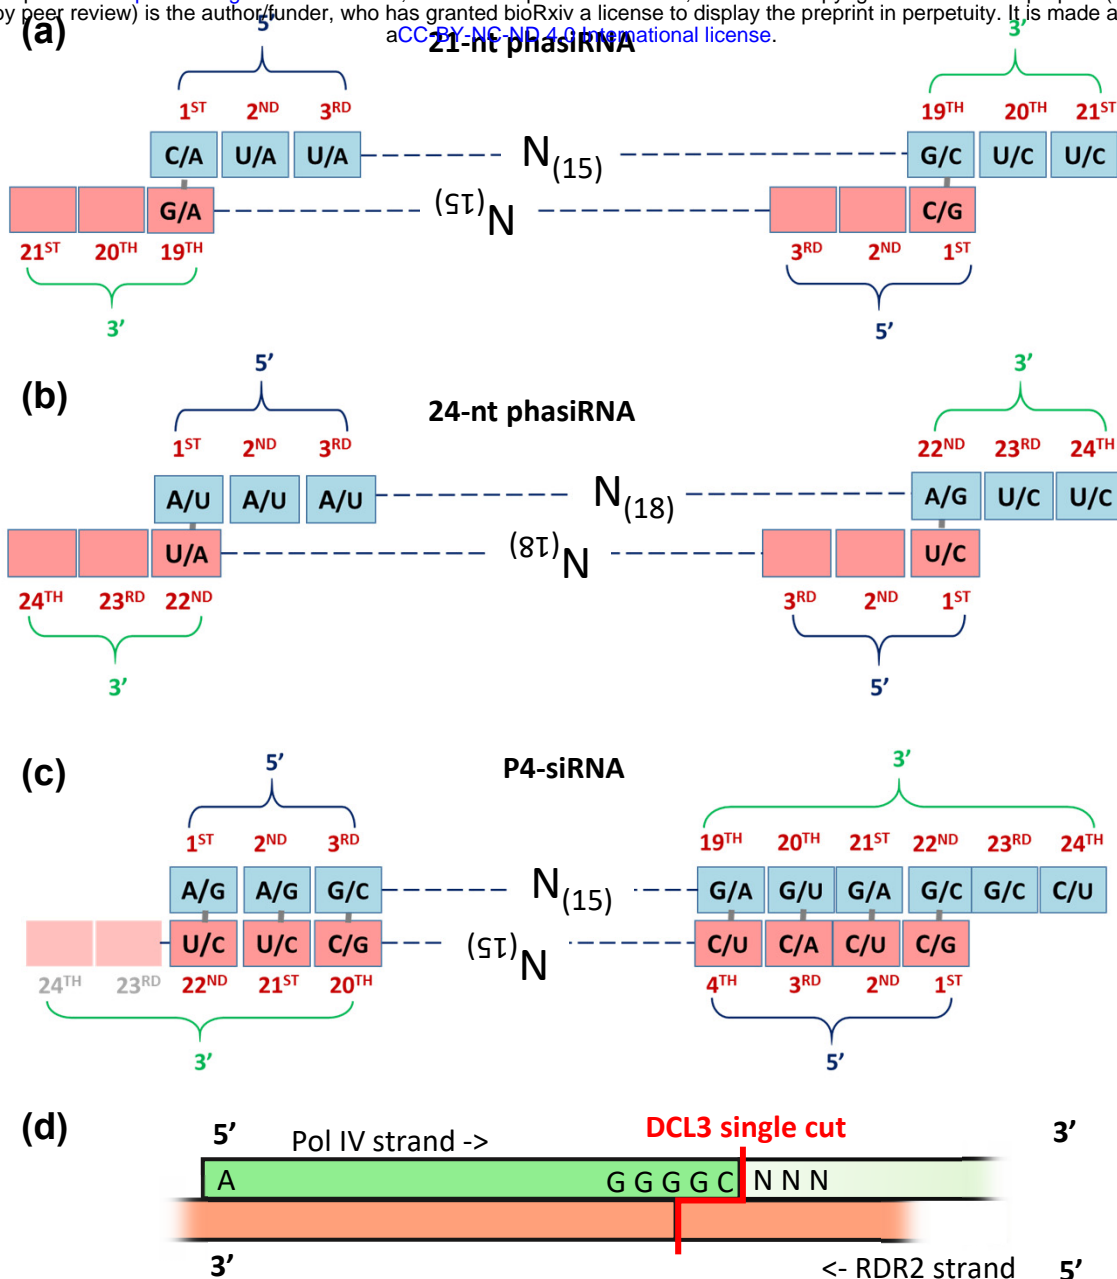 by peer review) is the author/funder, who has granted bioRxiv a license to display the preprint in perpetuity. It is made a
aCC-BY-NC-ND 4.0 International license.
(a)
21-nt phasiRNA
5’
3’
1ST 2ND 3RD
19TH 20TH 21ST
C/A U/A U/A
N(15)
G/C U/C U/C
G/A
N(15)
C/G
21ST 20TH 19TH
3RD 2ND 1ST
3’
5’
(b)
24-nt phasiRNA
5’
3’
1ST 2ND 3RD
22ND 23RD 24TH
A/U A/U A/U
N(18)
A/G U/C U/C
U/A
N(18)
U/C
24TH 23RD 22ND
3RD 2ND 1ST
3’
5’
(c)
P4-siRNA
5’
3’
1ST 2ND 3RD
19TH 20TH 21ST 22ND 23RD 24TH
A/G A/G G/C
N(15)
G/A G/U G/A G/C G/C C/U
U/C U/C C/G
N(15)
C/U C/A C/U C/G
24TH 23RD 22ND 21ST 20TH
4TH 3RD 2ND 1ST
3’
5’
(d)
5’
Pol IV strand ->
DCL3 single cut
3’
A
G G G G C
N N N
3’
<- RDR2 strand
5’